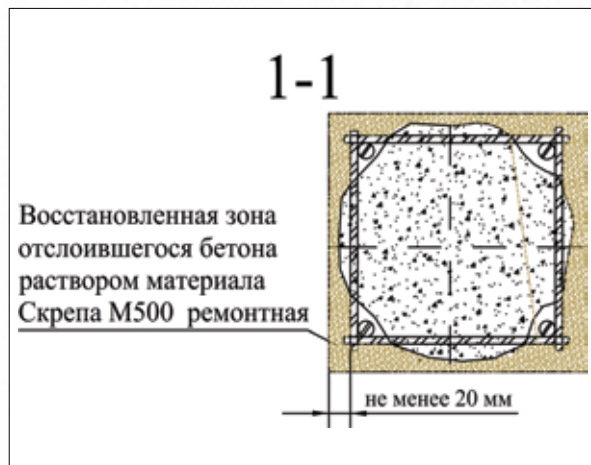 1-1
Восстановленная зона
отслоившегося бетона
раствором материала
Скрепа М500 ремонтная
не менее 20 мм